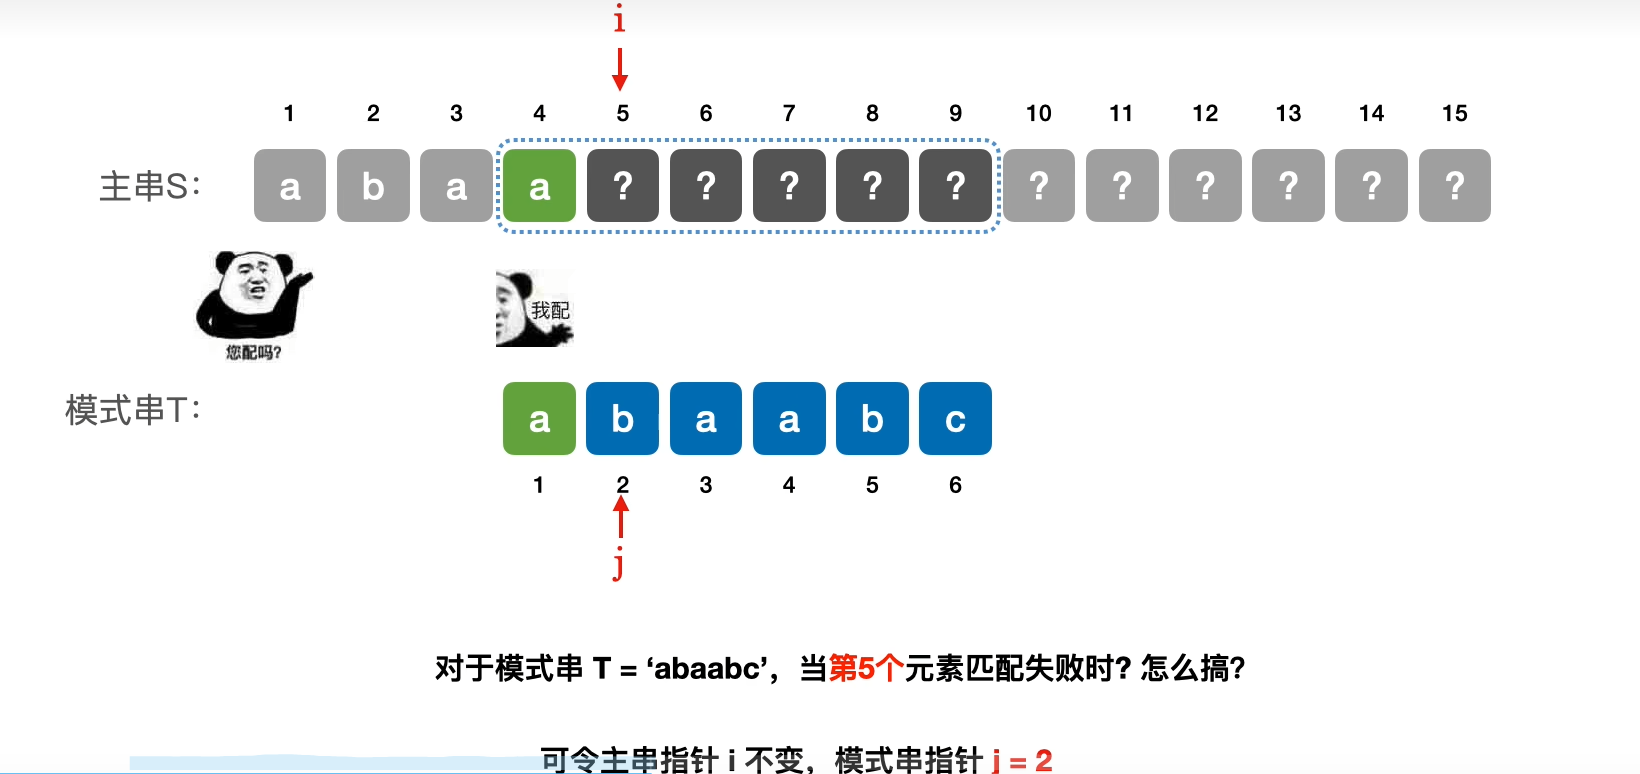 i
1 2 3 4 5 6 7 8 9 10 11 12 13 14 15
主串S： a b a a ? ? ? ? ? ? ? ? ? ? ?
我配
您配吗?
模式串T： a b a a b c
1 2 3 4 5 6
j
对于模式串 T = ‘abaabc’，当第5个元素匹配失败时? 怎么搞?
可令主串指针 i 不变，模式串指针 j = 2